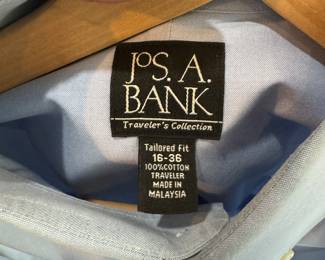 JOS. A.
BANK
Traveler's Collection
Tailored Fit
16-36
100%COTTON
TRAVELER
MADE IN
MALAYSIA